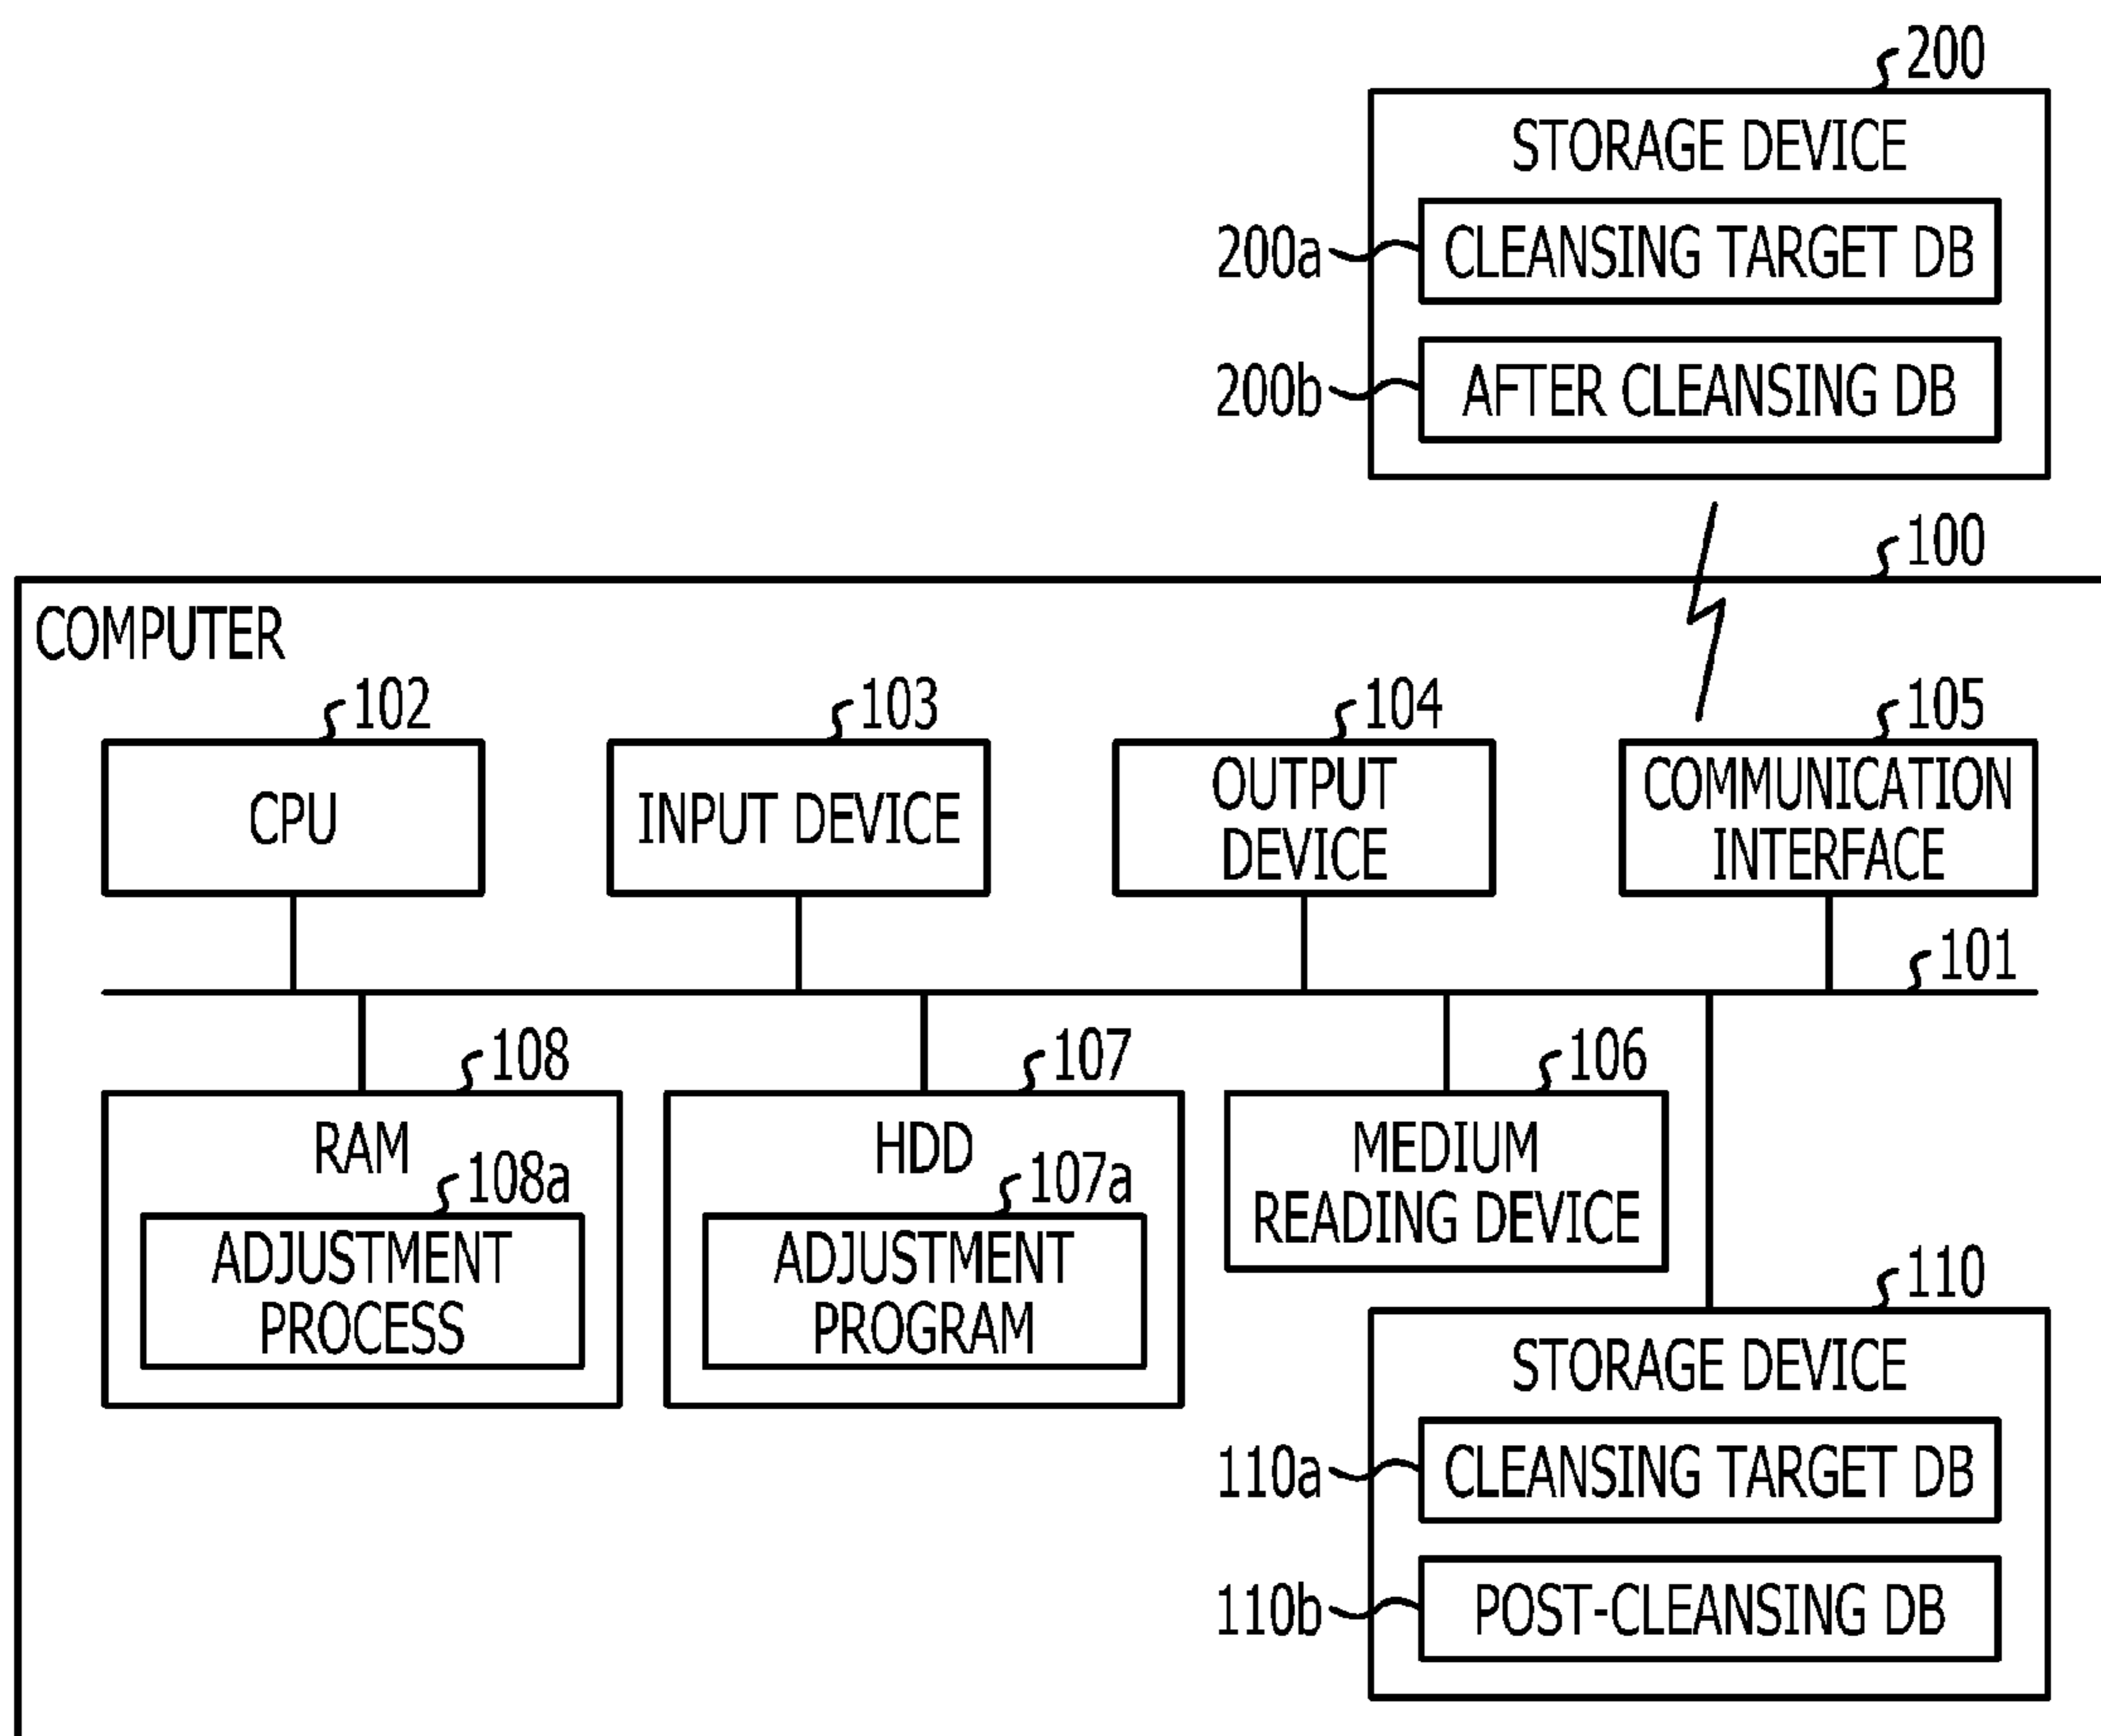 200
STORAGE DEVICE
200a
CLEANSING TARGET DB
200b
AFTER CLEANSING DB
100
COMPUTER
102
CPU
103
INPUT DEVICE
104
OUTPUT
DEVICE
105
COMMUNICATION
INTERFACE
101
108
RAM
108a
ADJUSTMENT
PROCESS
107
HDD
107a
ADJUSTMENT
PROGRAM
106
MEDIUM
READING DEVICE
110
STORAGE DEVICE
110a
CLEANSING TARGET DB
110b
POST-CLEANSING DB